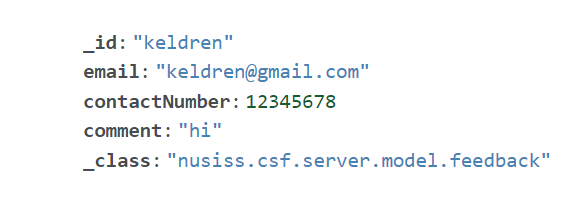 _id: "keldren"
email: "keldren@gmail.com"
contactNumber: 12345678
comment: "hi"
_class: "nusiss.csf.server.model.feedback"